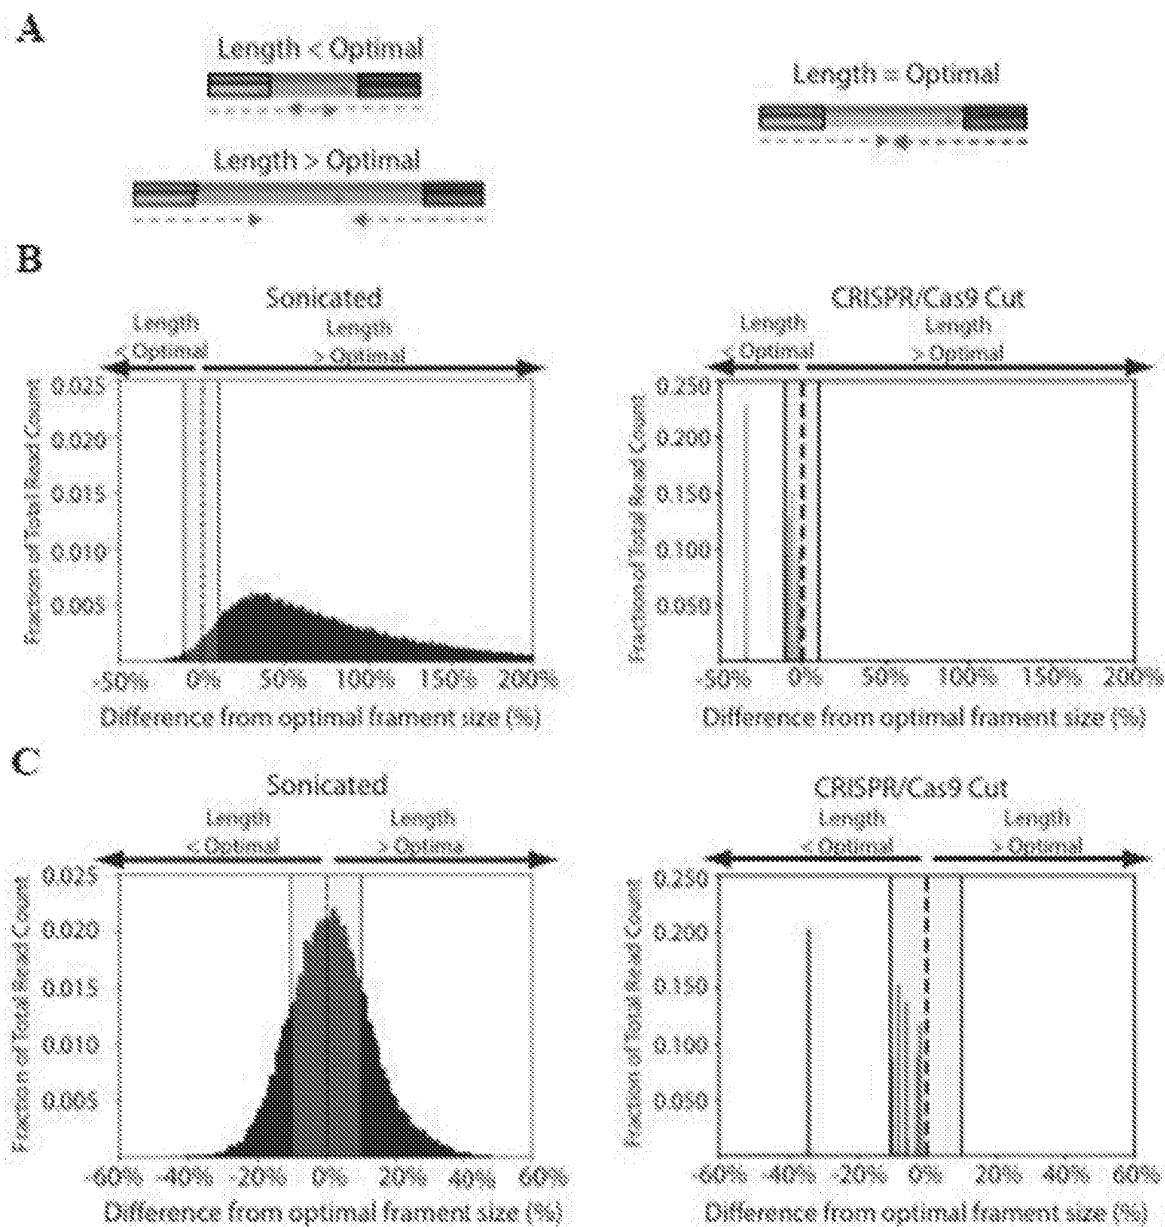 A
Length < Optimal
Length = Optimal
Length > Optimal
B
Sonicated
Length
< Optimal
Length
> Optimal
0.025
0.020
0.015
0.010
0.005
Fraction of Total Read Count
-50% 0% 50% 100% 150% 200%
Difference from optimal frament size (%)
CRISPR/Cas9 Cut
Length
< Optimal
Length
> Optimal
0.250
0.200
0.150
0.100
0.050
Fraction of Total Read Count
-50% 0% 50% 100% 150% 200%
Difference from optimal frament size (%)
C
Sonicated
Length
< Optimal
Length
> Optima
0.025
0.020
0.015
0.010
0.005
Fraction of Total Read Count
-60% -40% -20% 0% 20% 40% 60%
Difference from optimal frament size (%)
CRISPR/Cas9 Cut
Length
< Optimal
Length
> Optimal
0.250
0.200
0.150
0.100
0.050
Fraction of Total Read Count
-60% -40% -20% 0% 20% 40% 60%
Difference from optimal frament size (%)